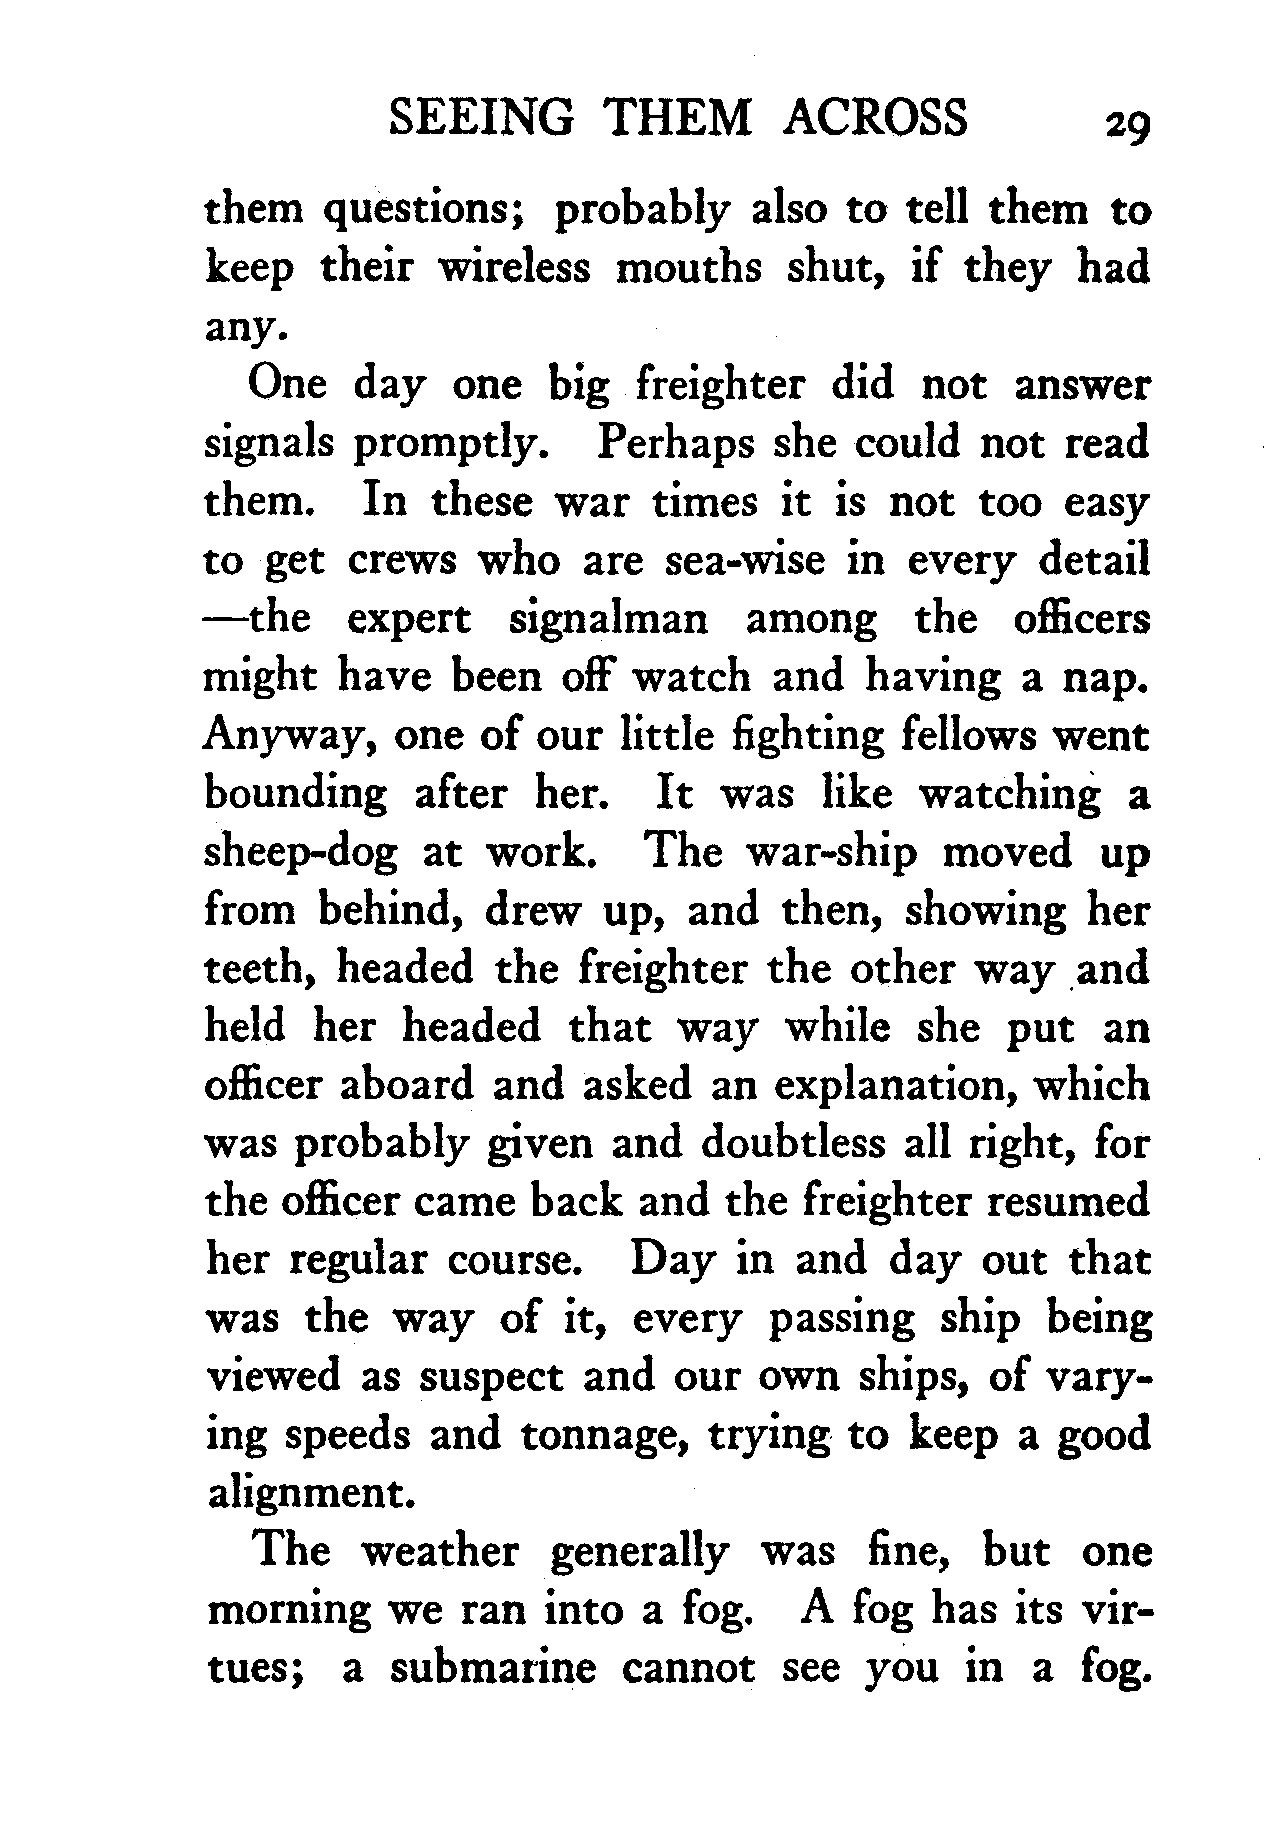 SEEING THEM ACROSS 29
them questions; probably also to tell them to
keep their wireless mouths shut, if they had
any.
One day one big freighter did not answer
signals promptly. Perhaps she could not read
them. In these war times it is not too easy
to get crews who are sea-wise in every detail
—the expert signalman among the officers
might have been off watch and having a nap.
Anyway, one of our little fighting fellows went
bounding after her. It was like watching a
sheep-dog at work. The war-ship moved up
from behind, drew up, and then, showing her
teeth, headed the freighter the other way and
held her headed that way while she put an
officer aboard and asked an explanation, which
was probably given and doubtless all right, for
the officer came back and the freighter resumed
her regular course. Day in and day out that
was the way of it, every passing ship being
viewed as suspect and our own ships, of vary-
ing speeds and tonnage, trying to keep a good
alignment.
The weather generally was fine, but one
morning we ran into a fog. A fog has its vir-
tues; a submarine cannot see you in a fog.